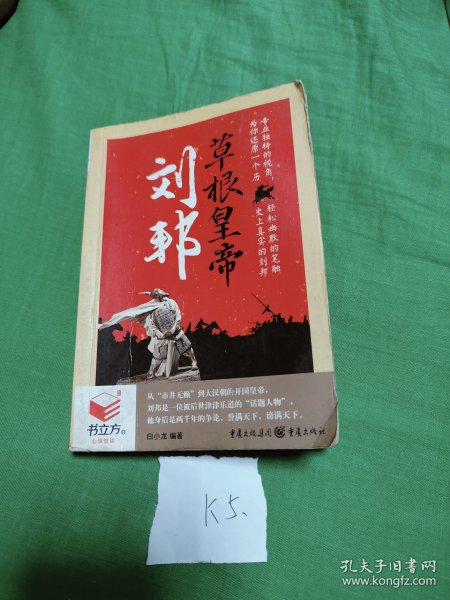 专业独特的视角，轻松幽默的笔触
为你还原一个历史上真实的刘邦
草根皇帝
刘邦
从“市井无赖”到大汉朝的开国皇帝，
刘邦是一位被后世津津乐道的“话题人物”，
他身后是两千年的争论，誉满天下，谤满天下。
书立方
心享悦读
白小龙 编著
重庆出版集团 重庆出版社
K5.
孔夫子旧书网
www.kongfz.com